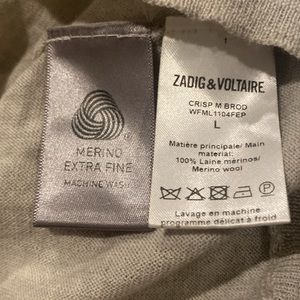 MERINO
EXTRA FINE
MACHINE WASH
1
ZADIG & VOLTAIRE
CRISP M BROD
WFML1104FEP
L
Matière principale/ Main
material:
100% Laine mérinos/
Merino wool
Lavage en machine
programme délicat à froid